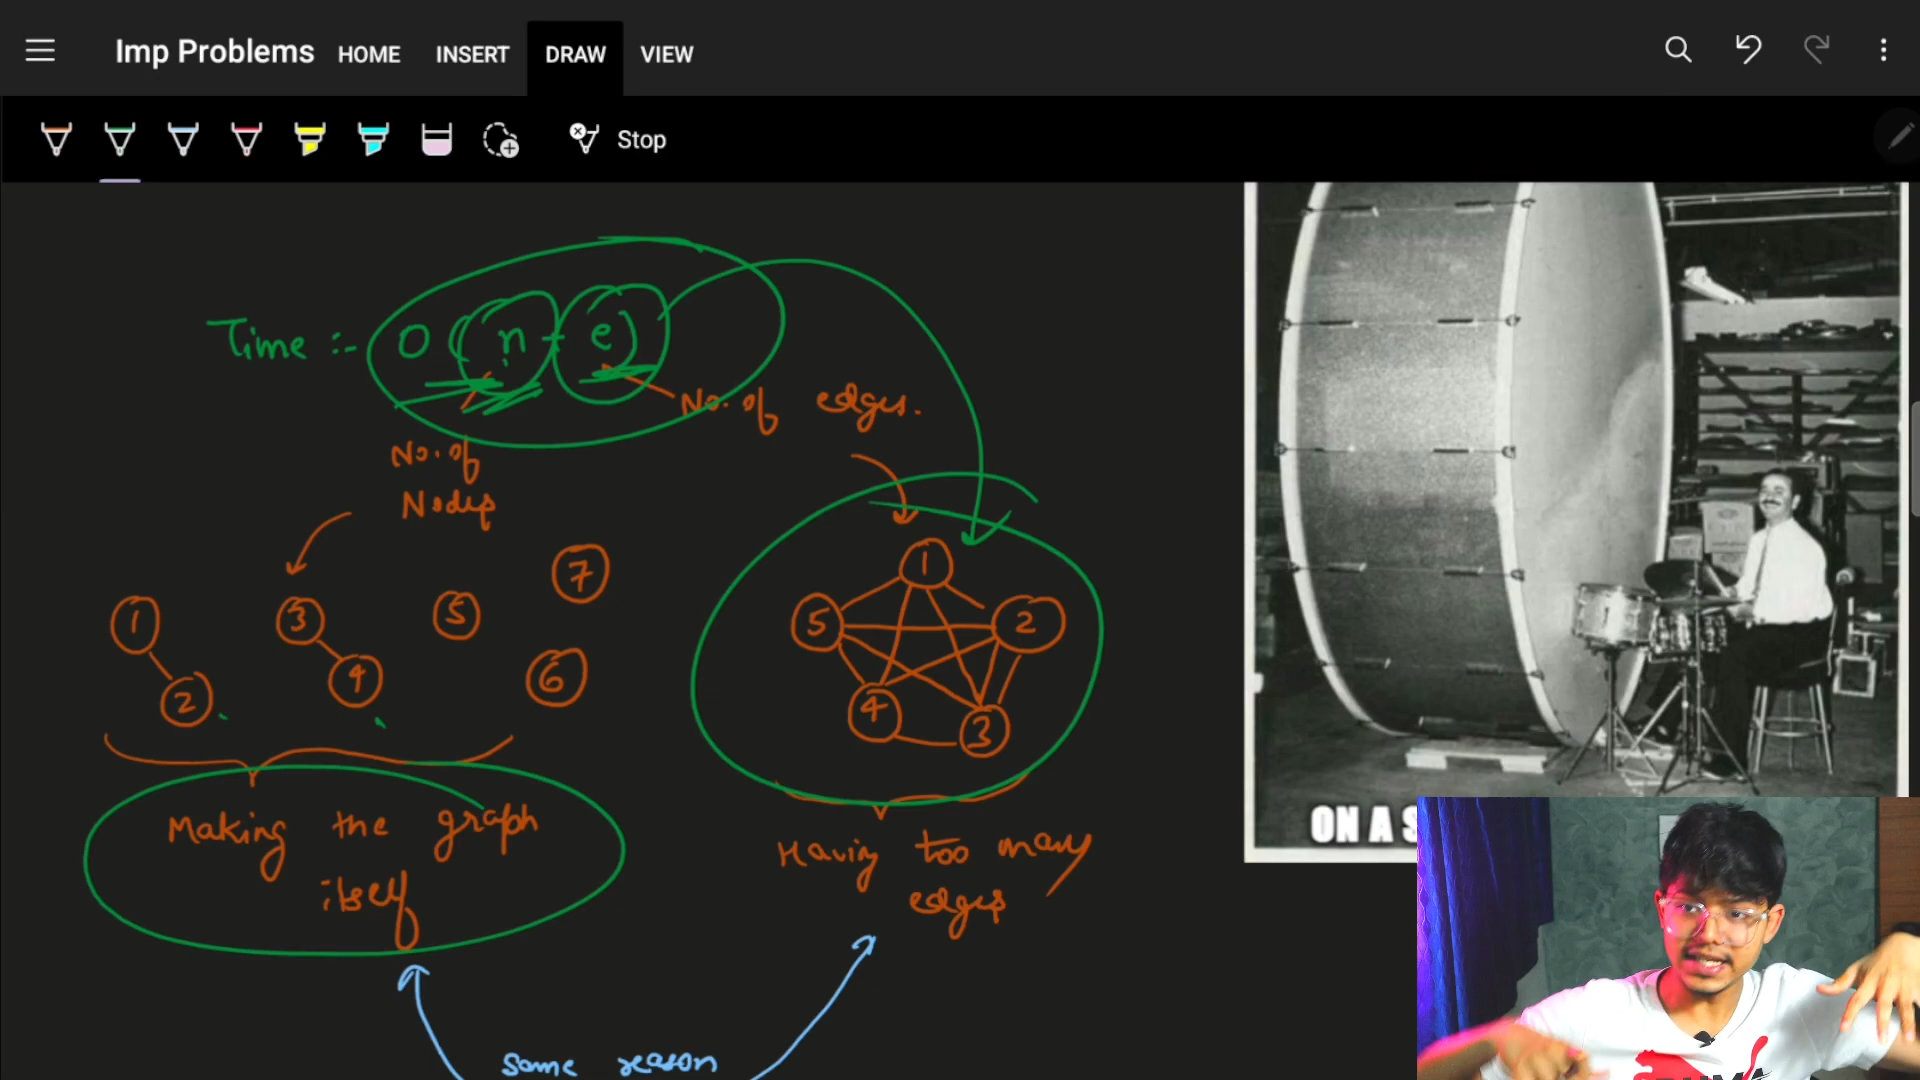 Imp Problems HOME INSERT DRAW VIEW
Stop
Time :- O (n + e)
No. of edges.
No. of
Nodes
1 2 3 4 5 6 7
1 2 3 4 5
Making the graph
itself
Having too many
edges
Same reason
ON A S